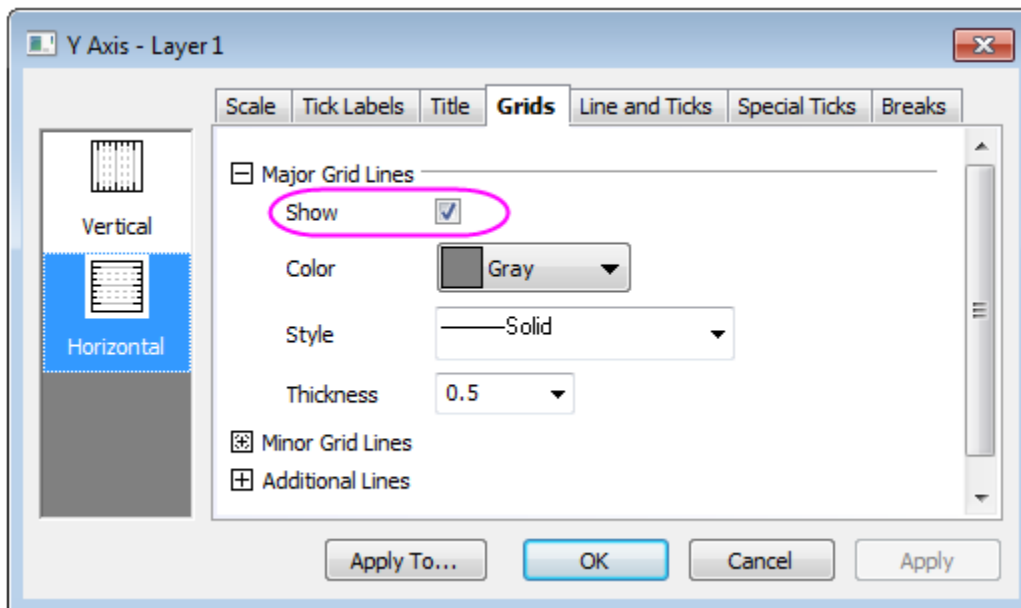 Y Axis - Layer 1
Scale Tick Labels Title Grids Line and Ticks Special Ticks Breaks
Vertical
Horizontal
Major Grid Lines
Show
Color Gray
Style Solid
Thickness 0.5
Minor Grid Lines
Additional Lines
Apply To... OK Cancel Apply